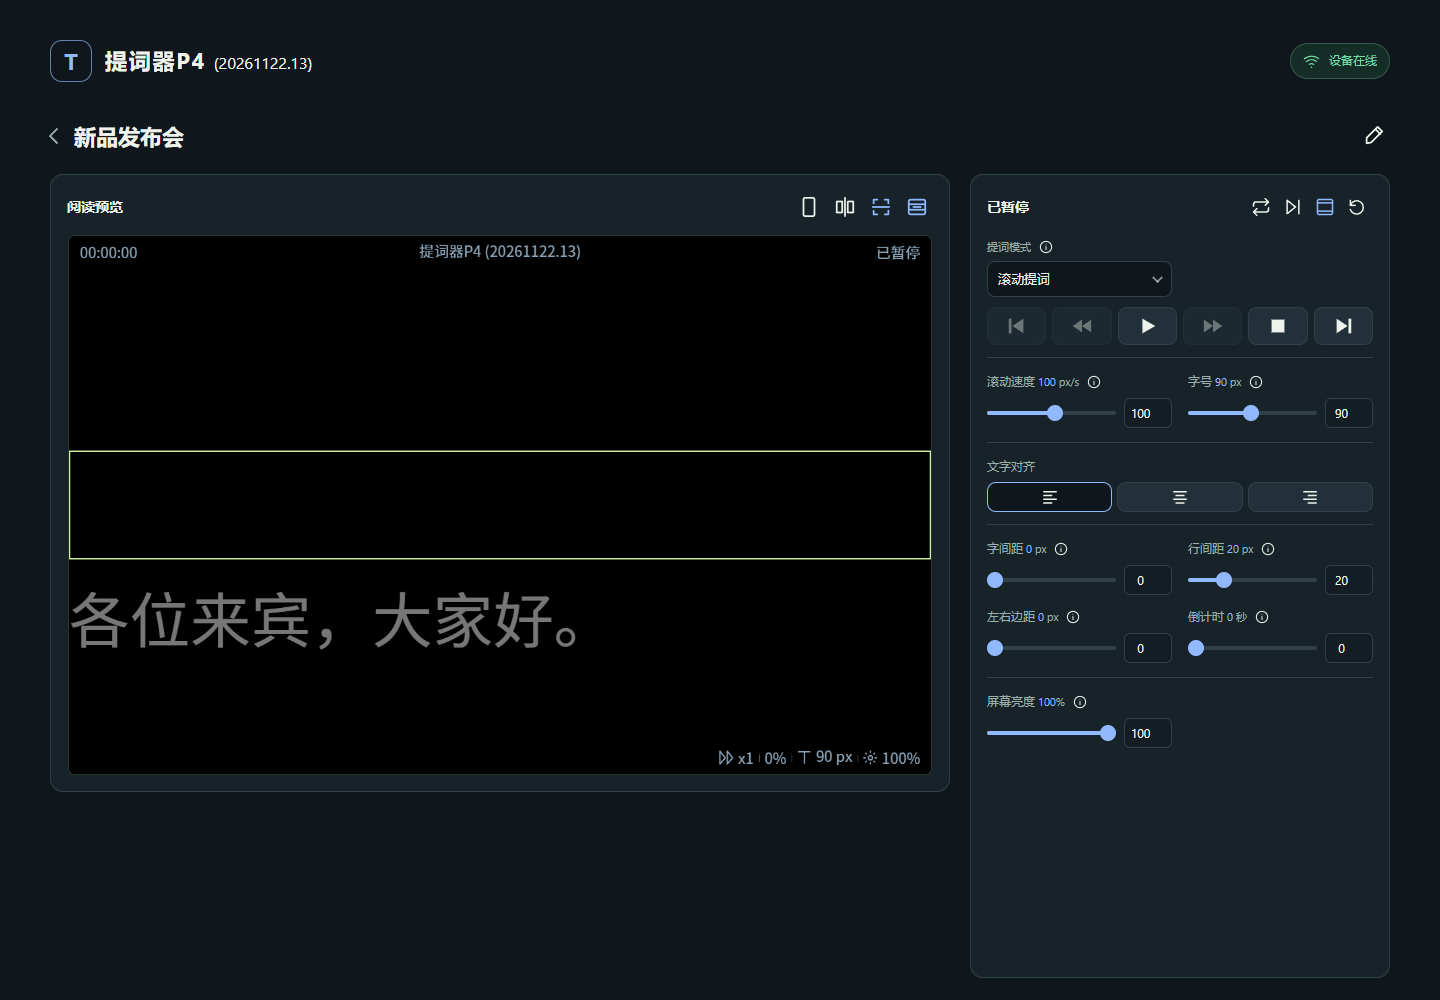 T 提词器P4 (20261122.13)
设备在线
新品发布会
阅读预览
00:00:00 提词器P4 (20261122.13) 已暂停
各位来宾，大家好。
x1 0% 90 px 100%
已暂停
提词模式
滚动提词
滚动速度 100 px/s 字号 90 px
100 90
文字对齐
字间距 0 px 行间距 20 px
0 20
左右边距 0 px 倒计时 0 秒
0 0
屏幕亮度 100%
100